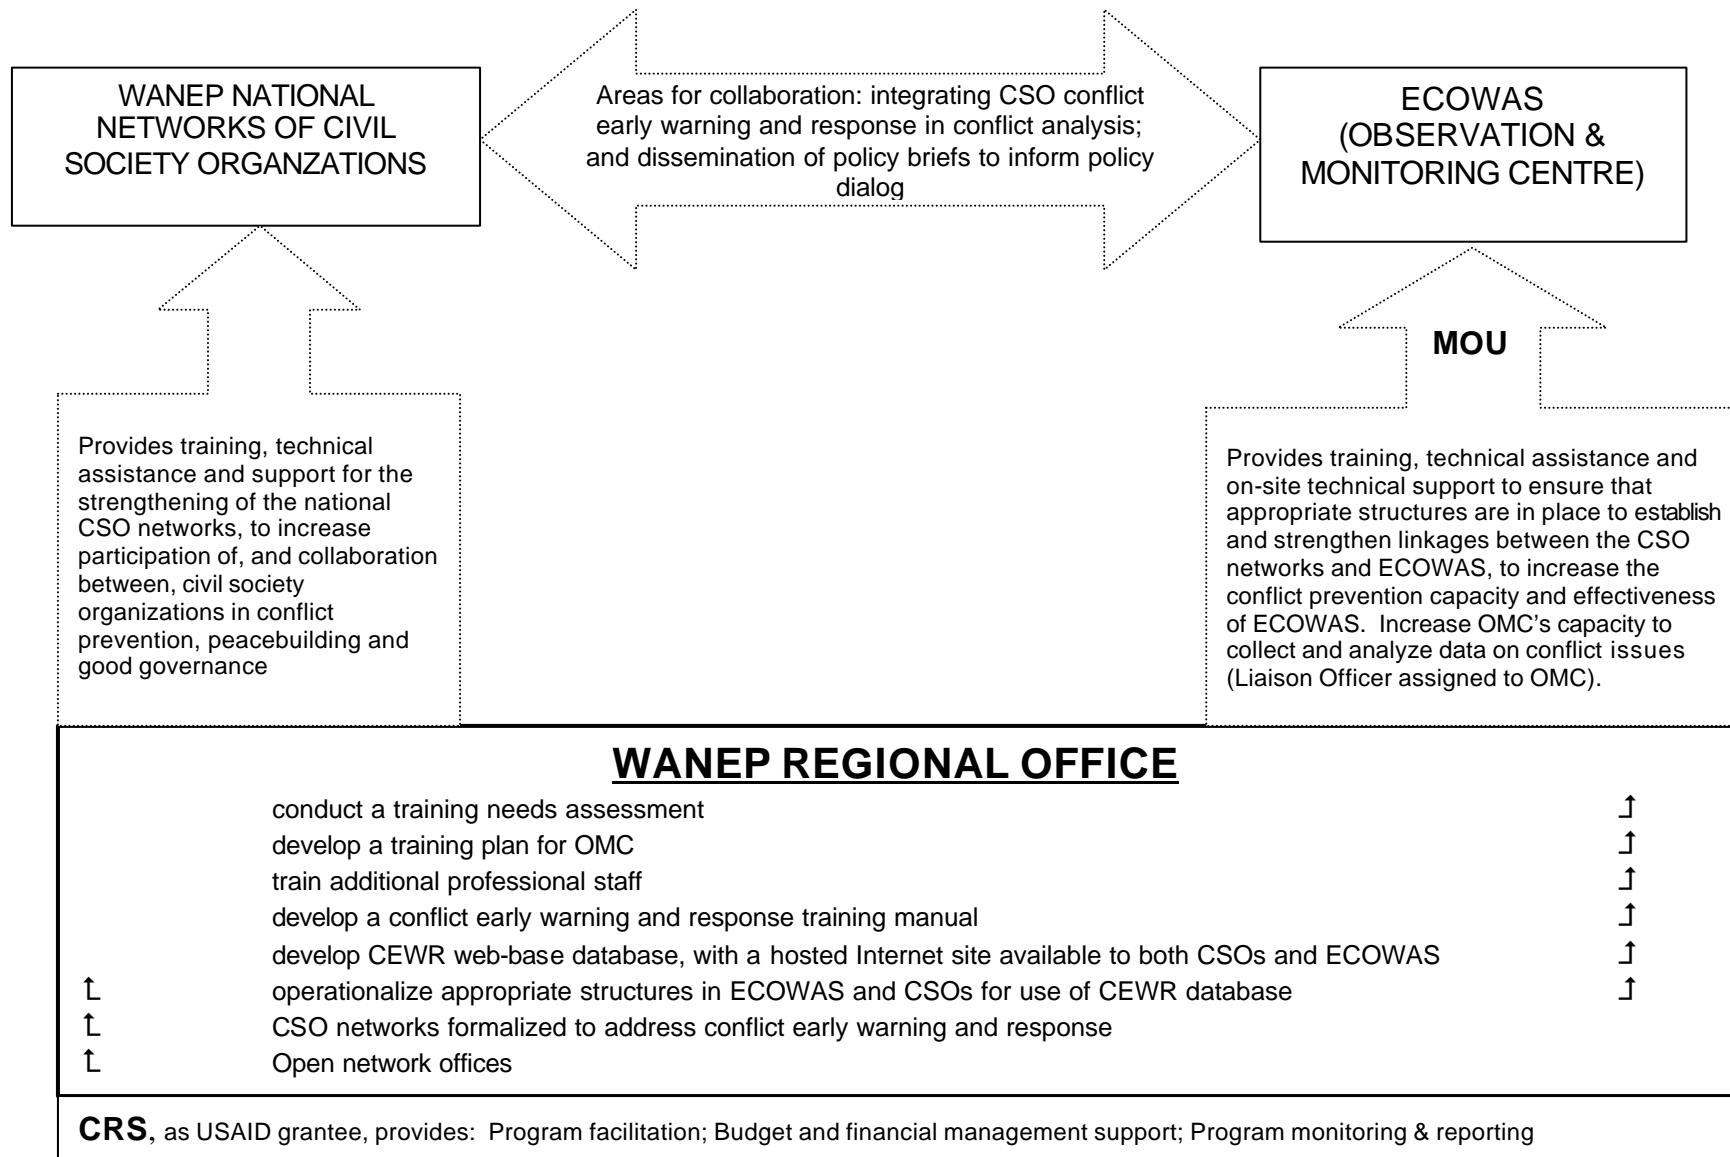 WANEP NATIONAL
NETWORKS OF CIVIL
SOCIETY ORGANZATIONS
Areas for collaboration: integrating CSO conflict
early warning and response in conflict analysis;
and dissemination of policy briefs to inform policy
dialog
ECOWAS
(OBSERVATION &
MONITORING CENTRE)
MOU
Provides training, technical
assistance and support for the
strengthening of the national
CSO networks, to increase
participation of, and collaboration
between, civil society
organizations in conflict
prevention, peacebuilding and
good governance
Provides training, technical assistance and
on-site technical support to ensure that
appropriate structures are in place to establish
and strengthen linkages between the CSO
networks and ECOWAS, to increase the
conflict prevention capacity and effectiveness
of ECOWAS. Increase OMC's capacity to
collect and analyze data on conflict issues
(Liaison Officer assigned to OMC).
WANEP REGIONAL OFFICE
conduct a training needs assessment
develop a training plan for OMC
train additional professional staff
develop a conflict early warning and response training manual
develop CEWR web-base database, with a hosted Internet site available to both CSOs and ECOWAS
operationalize appropriate structures in ECOWAS and CSOs for use of CEWR database
CSO networks formalized to address conflict early warning and response
Open network offices
CRS, as USAID grantee, provides: Program facilitation; Budget and financial management support; Program monitoring & reporting